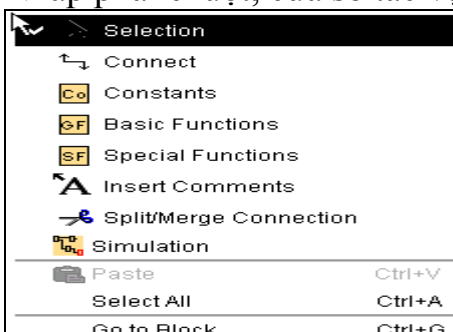 Selection
Connect
Co Constants
GF Basic Functions
SF Special Functions
A Insert Comments
Split/Merge Connection
Simulation
Paste Ctrl+V
Select All Ctrl+A
Go to Block Ctrl+G